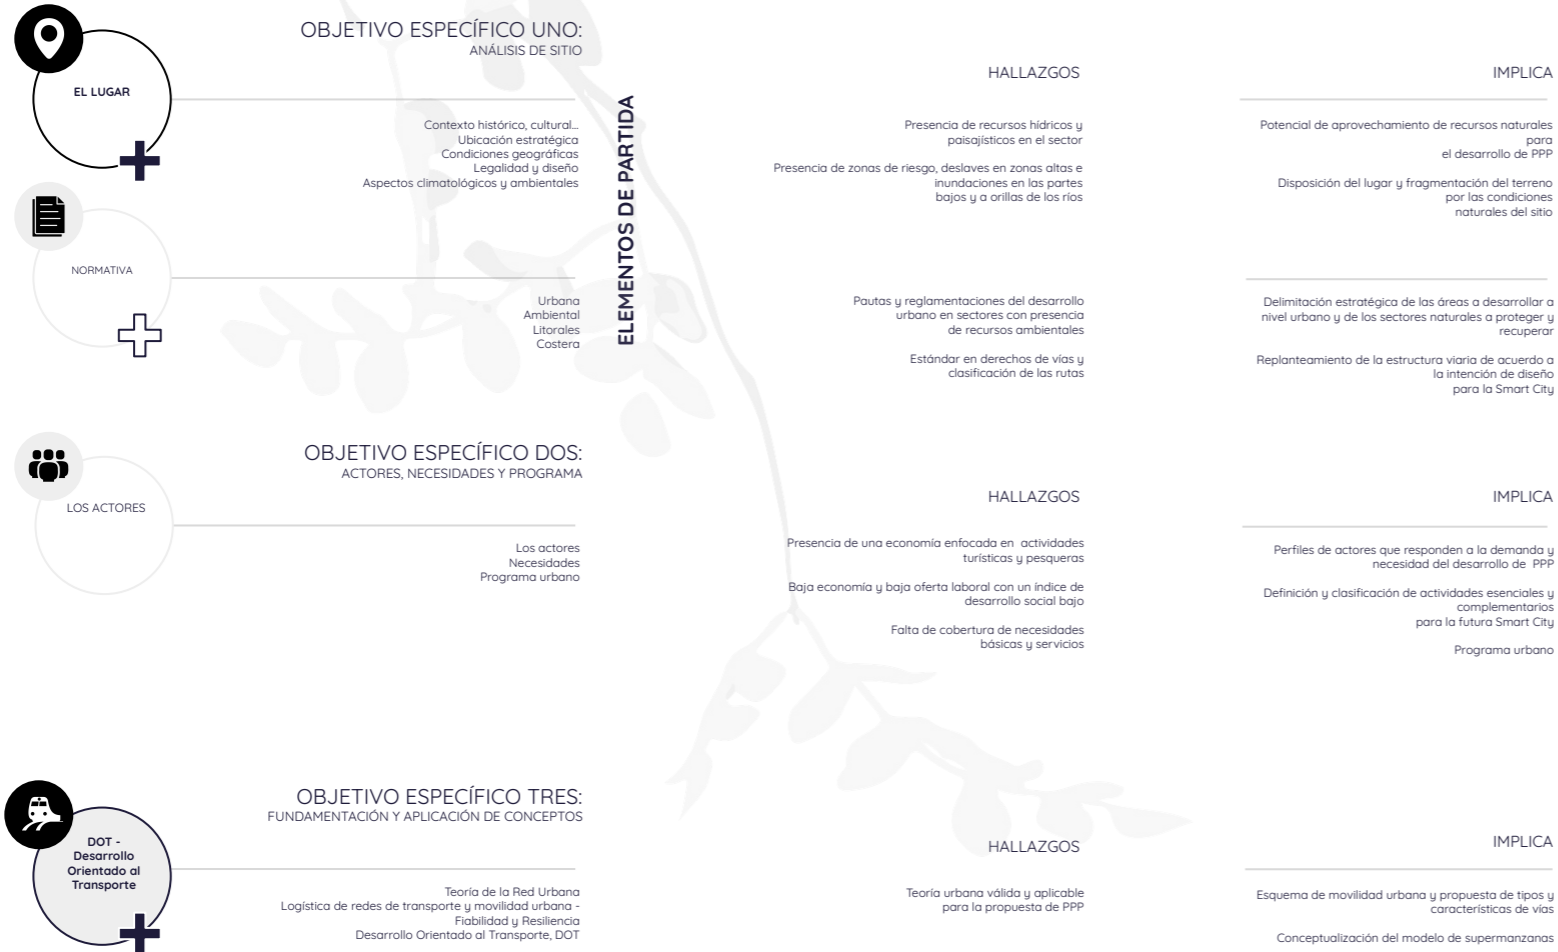 OBJETIVO ESPECÍFICO UNO:
ANÁLISIS DE SITIO
EL LUGAR
Contexto histórico, cultural...
Ubicación estratégica
Condiciones geográficas
Legalidad y diseño
Aspectos climatológicos y ambientales
NORMATIVA
Urbana
Ambiental
Litorales
Costera
ELEMENTOS DE PARTIDA
HALLAZGOS
Presencia de recursos hídricos y
paisajísticos en el sector
Presencia de zonas de riesgo, deslaves en zonas altas e
inundaciones en las partes
bajos y a orillas de los ríos
Pautas y reglamentaciones del desarrollo
urbano en sectores con presencia
de recursos ambientales
Estándar en derechos de vías y
clasificación de las rutas
IMPLICA
Potencial de aprovechamiento de recursos naturales
para
el desarrollo de PPP
Disposición del lugar y fragmentación del terreno
por las condiciones
naturales del sitio
Delimitación estratégica de las áreas a desarrollar a
nivel urbano y de los sectores naturales a proteger y
recuperar
Replanteamiento de la estructura viaria de acuerdo a
la intención de diseño
para la Smart City
OBJETIVO ESPECÍFICO DOS:
ACTORES, NECESIDADES Y PROGRAMA
LOS ACTORES
Los actores
Necesidades
Programa urbano
HALLAZGOS
Presencia de una economía enfocada en actividades
turísticas y pesqueras
Baja economía y baja oferta laboral con un índice de
desarrollo social bajo
Falta de cobertura de necesidades
básicas y servicios
IMPLICA
Perfiles de actores que responden a la demanda y
necesidad del desarrollo de PPP
Definición y clasificación de actividades esenciales y
complementarios
para la futura Smart City
Programa urbano
OBJETIVO ESPECÍFICO TRES:
FUNDAMENTACIÓN Y APLICACIÓN DE CONCEPTOS
DOT -
Desarrollo
Orientado al
Transporte
Teoría de la Red Urbana
Logística de redes de transporte y movilidad urbana -
Fiabilidad y Resiliencia
Desarrollo Orientado al Transporte, DOT
HALLAZGOS
Teoría urbana válida y aplicable
para la propuesta de PPP
IMPLICA
Esquema de movilidad urbana y propuesta de tipos y
características de vías
Conceptualización del modelo de supermanzanas